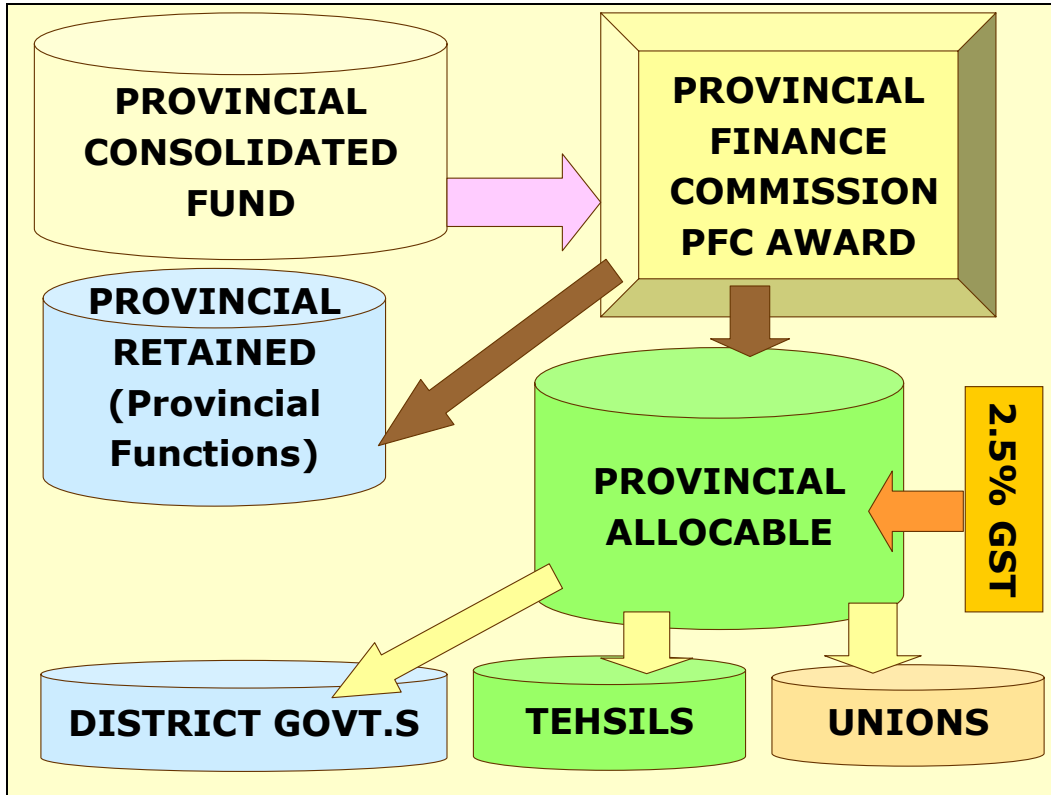 PROVINCIAL
CONSOLIDATED
FUND
PROVINCIAL
FINANCE
COMMISSION
PFC AWARD
PROVINCIAL
RETAINED
(Provincial
Functions)
PROVINCIAL
ALLOCABLE
2.5% GST
DISTRICT GOVT.S
TEHSILS
UNIONS